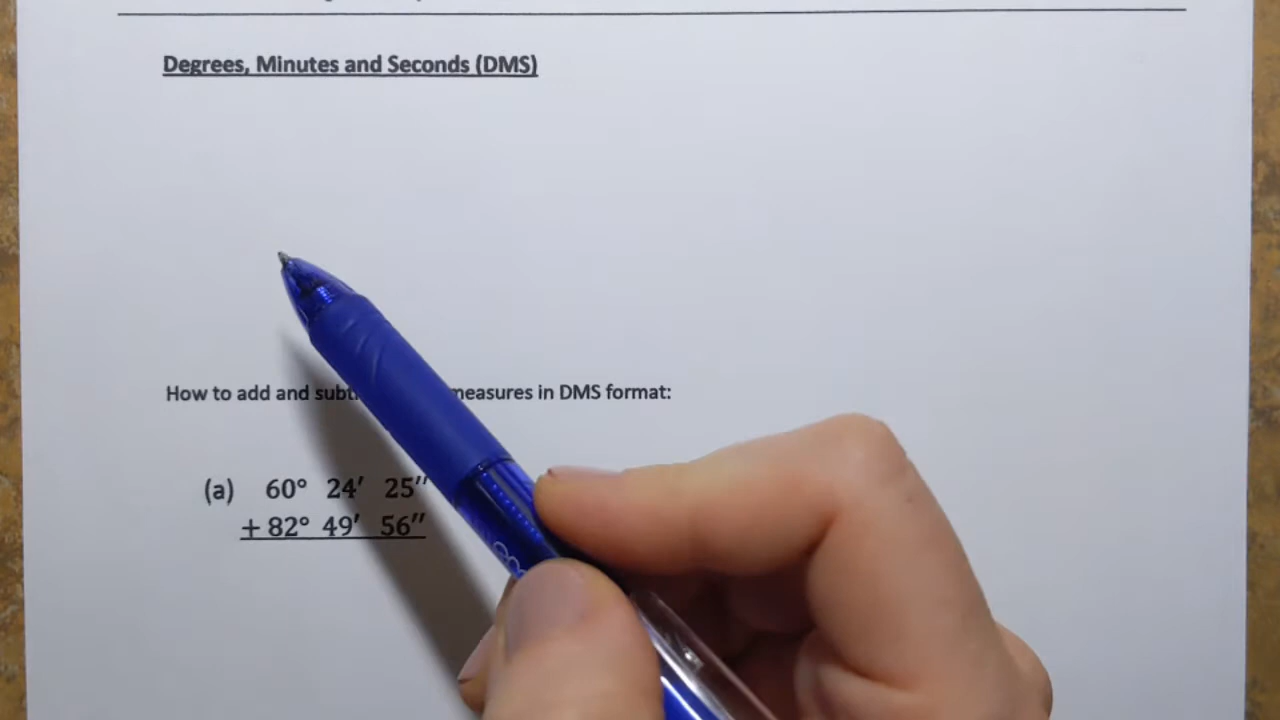 Degrees, Minutes and Seconds (DMS)
How to add and subt measures in DMS format:
(a) 60° 24′ 25″
+ 82° 49′ 56″